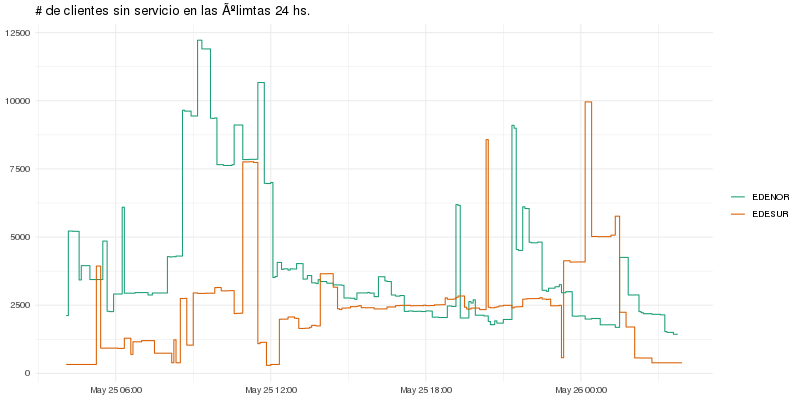 # de clientes sin servicio en las Ãºlimtas 24 hs.
12500
10000
7500
5000
2500
0
May 25 06:00
May 25 12:00
May 25 18:00
May 26 00:00
EDENOR
EDESUR